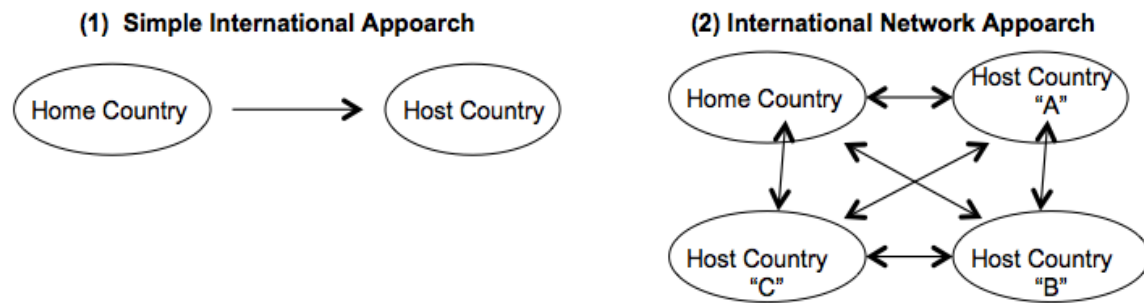 (1) Simple International Appoarch
Home Country
Host Country
(2) International Network Appoarch
Home Country
Host Country
“A”
Host Country
“C”
Host Country
“B”